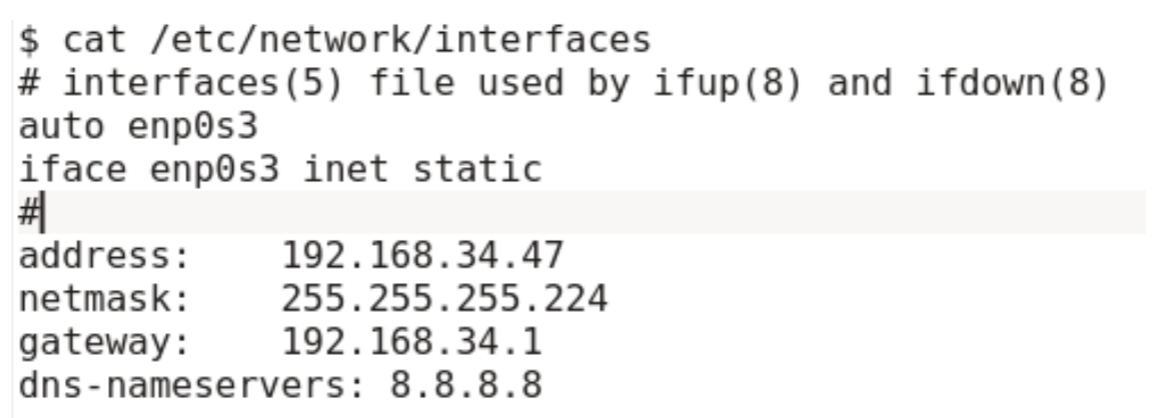 $ cat /etc/network/interfaces
# interfaces(5) file used by ifup(8) and ifdown(8)
auto enp0s3
iface enp0s3 inet static
#
address:    192.168.34.47
netmask:    255.255.255.224
gateway:    192.168.34.1
dns-nameservers: 8.8.8.8